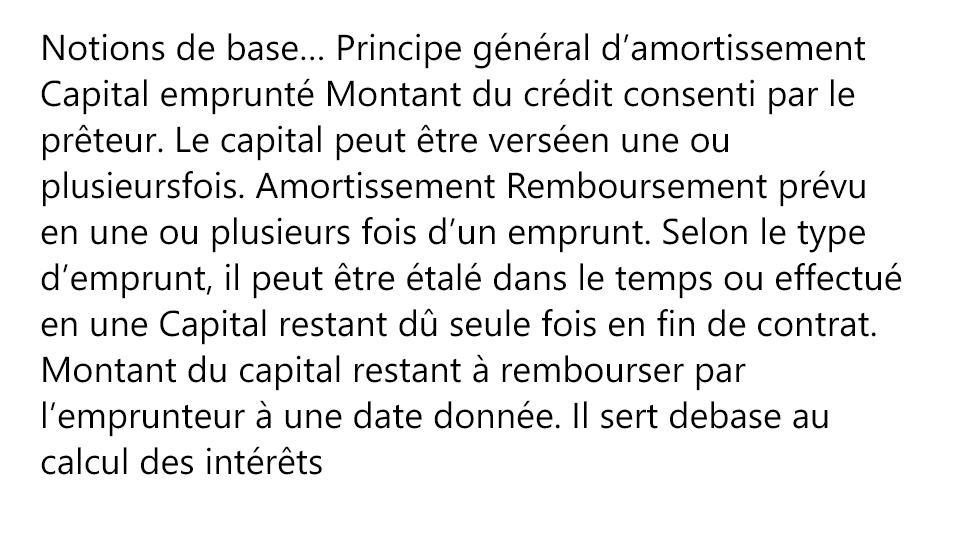 Notions de base... Principe général d’amortissement
Capital emprunté Montant du crédit consenti par le
prêteur. Le capital peut être verséen une ou
plusieursfois. Amortissement Remboursement prévu
en une ou plusieurs fois d’un emprunt. Selon le type
d’emprunt, il peut être étalé dans le temps ou effectué
en une Capital restant dû seule fois en fin de contrat.
Montant du capital restant à rembourser par
l’emprunteur à une date donnée. Il sert debase au
calcul des intérêts